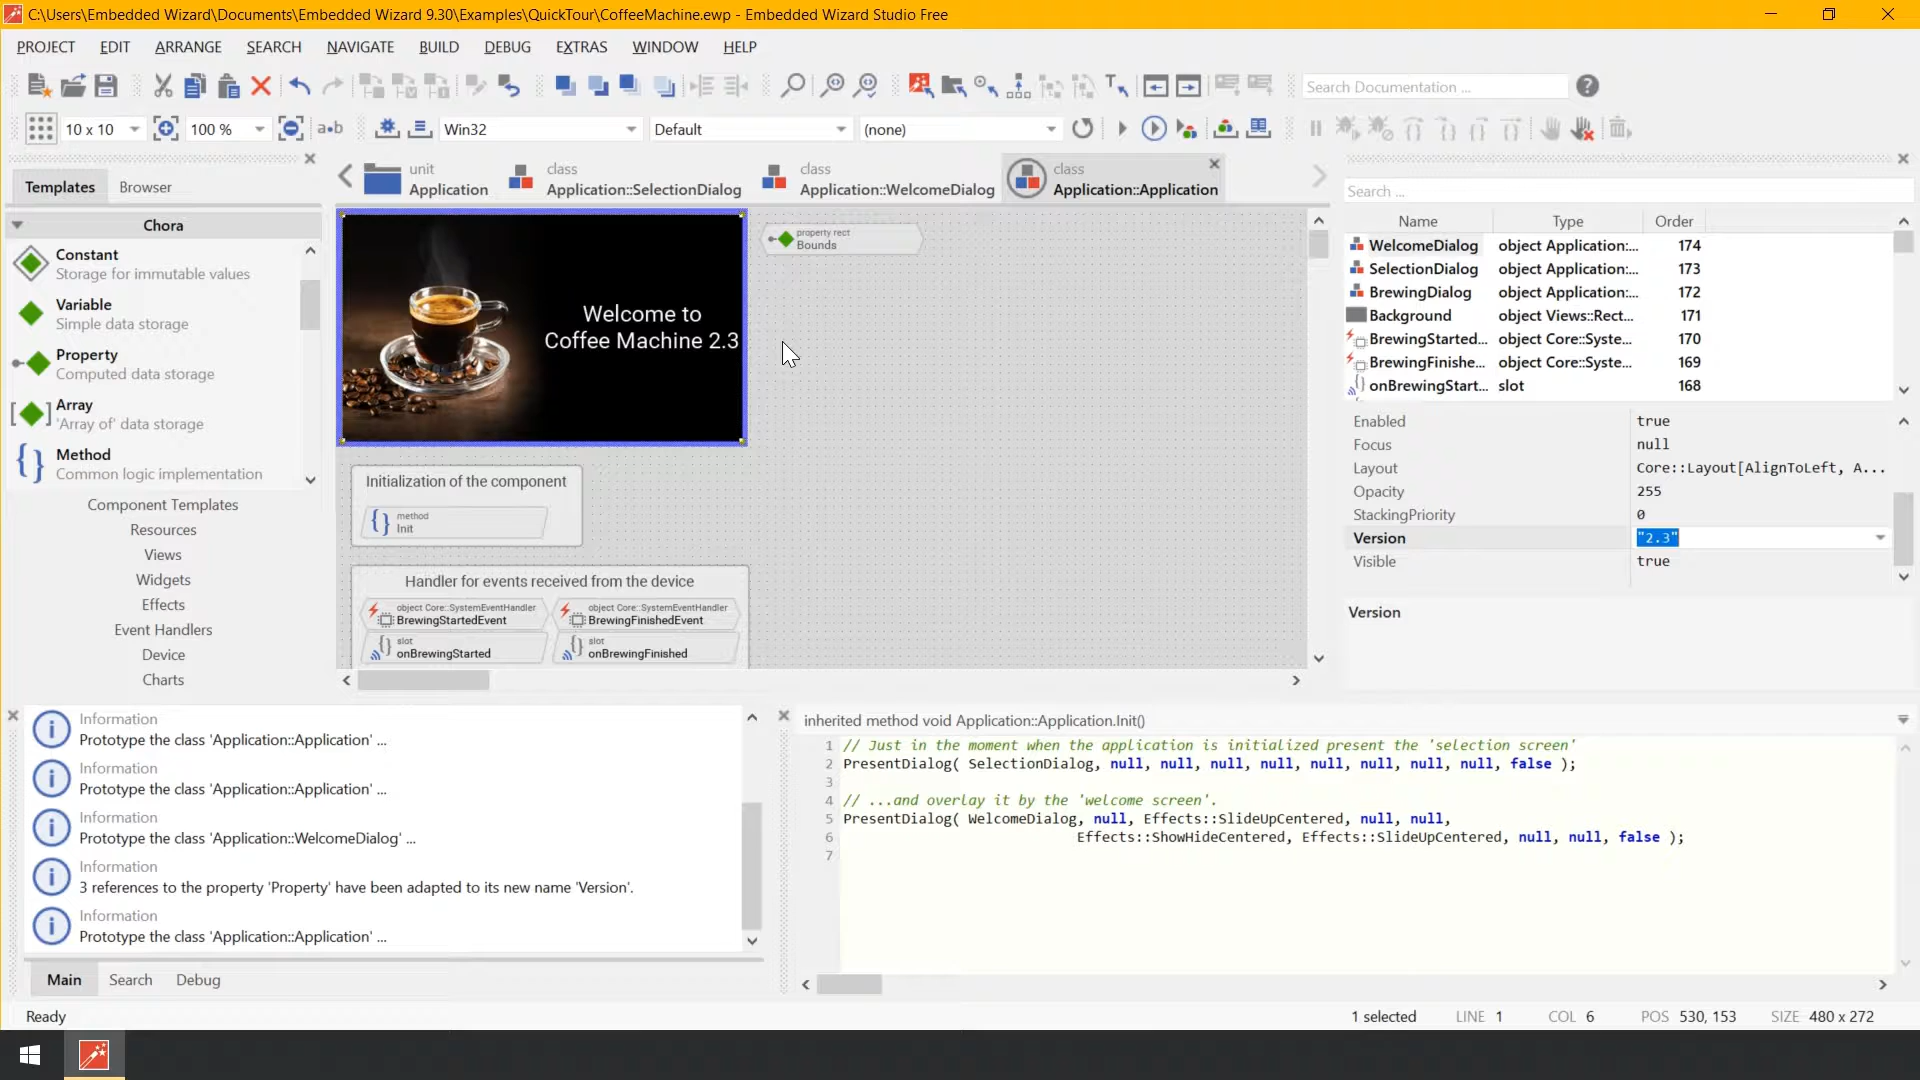 C:\Users\Embedded Wizard\Documents\Embedded Wizard 9.30\Examples\QuickTour\CoffeeMachine.ewp - Embedded Wizard Studio Free
PROJECT EDIT ARRANGE SEARCH NAVIGATE BUILD DEBUG EXTRAS WINDOW HELP
Search Documentation ...
10 x 10 100 % a•b Win32 Default (none)
Templates Browser
unit
Application
class
Application::SelectionDialog
class
Application::WelcomeDialog
class
Application::Application
Chora
Constant
Storage for immutable values
Variable
Simple data storage
Property
Computed data storage
Array
'Array of' data storage
Method
Common logic implementation
Component Templates
Resources
Views
Widgets
Effects
Event Handlers
Device
Charts
Welcome to
Coffee Machine 2.3
property rect
Bounds
Initialization of the component
method
Init
Handler for events received from the device
object Core::SystemEventHandler
BrewingStartedEvent
object Core::SystemEventHandler
BrewingFinishedEvent
slot
onBrewingStarted
slot
onBrewingFinished
Search ...
Name Type Order
WelcomeDialog object Application:... 174
SelectionDialog object Application:... 173
BrewingDialog object Application:... 172
Background object Views::Rect... 171
BrewingStarted... object Core::Syste... 170
BrewingFinishe... object Core::Syste... 169
onBrewingStart... slot 168
Enabled true
Focus null
Layout Core::Layout[AlignToLeft, A...
Opacity 255
StackingPriority 0
Version "2.3"
Visible true
Version
Information
Prototype the class 'Application::Application' ...
Information
Prototype the class 'Application::Application' ...
Information
Prototype the class 'Application::WelcomeDialog' ...
Information
3 references to the property 'Property' have been adapted to its new name 'Version'.
Information
Prototype the class 'Application::Application' ...
Main Search Debug
inherited method void Application::Application.Init()
1 // Just in the moment when the application is initialized present the 'selection screen'
2 PresentDialog( SelectionDialog, null, null, null, null, null, null, null, null, false );
3
4 // ...and overlay it by the 'welcome screen'.
5 PresentDialog( WelcomeDialog, null, Effects::SlideUpCentered, null, null,
6 Effects::ShowHideCentered, Effects::SlideUpCentered, null, null, false );
7
Ready
1 selected LINE 1 COL 6 POS 530, 153 SIZE 480 x 272